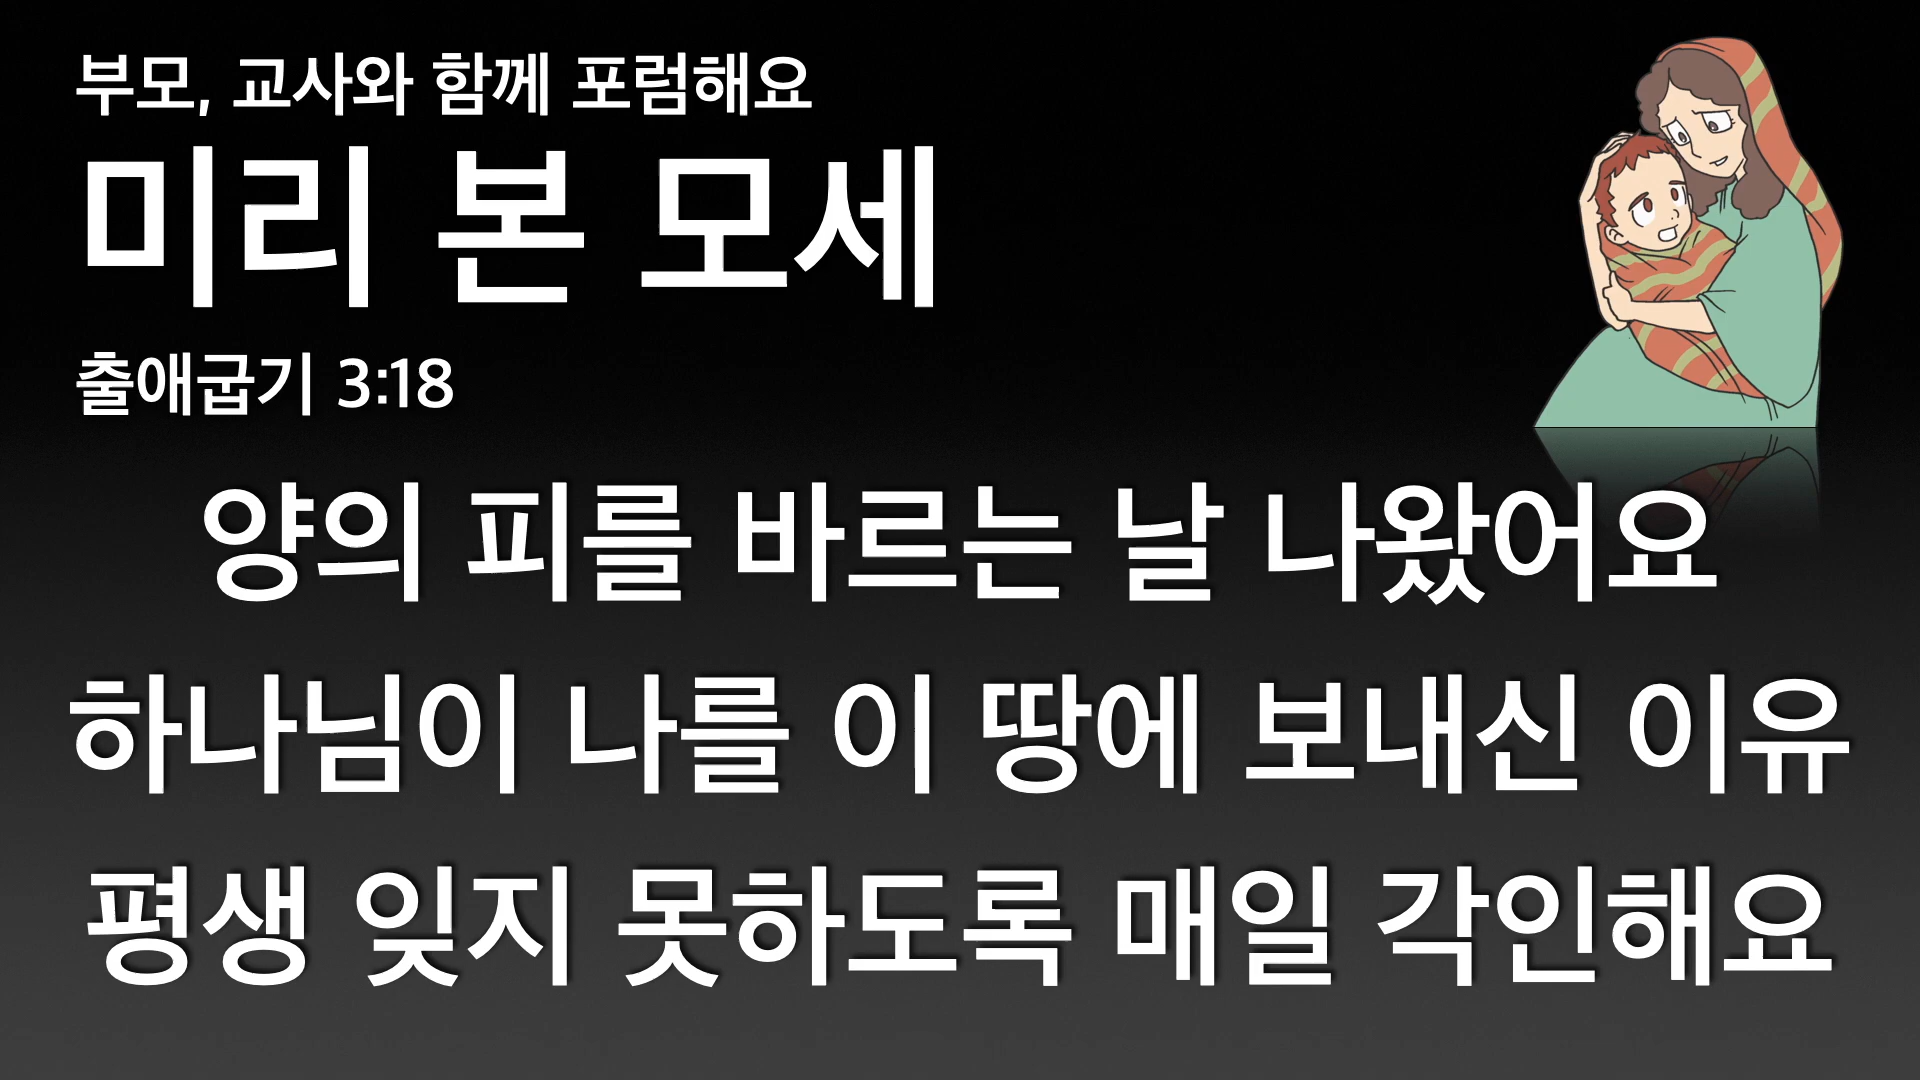 부모, 교사와 함께 포럼해요
미리 본 모세
출애굽기 3:18
양의 피를 바르는 날 나왔어요
하나님이 나를 이 땅에 보내신 이유
평생 잊지 못하도록 매일 각인해요